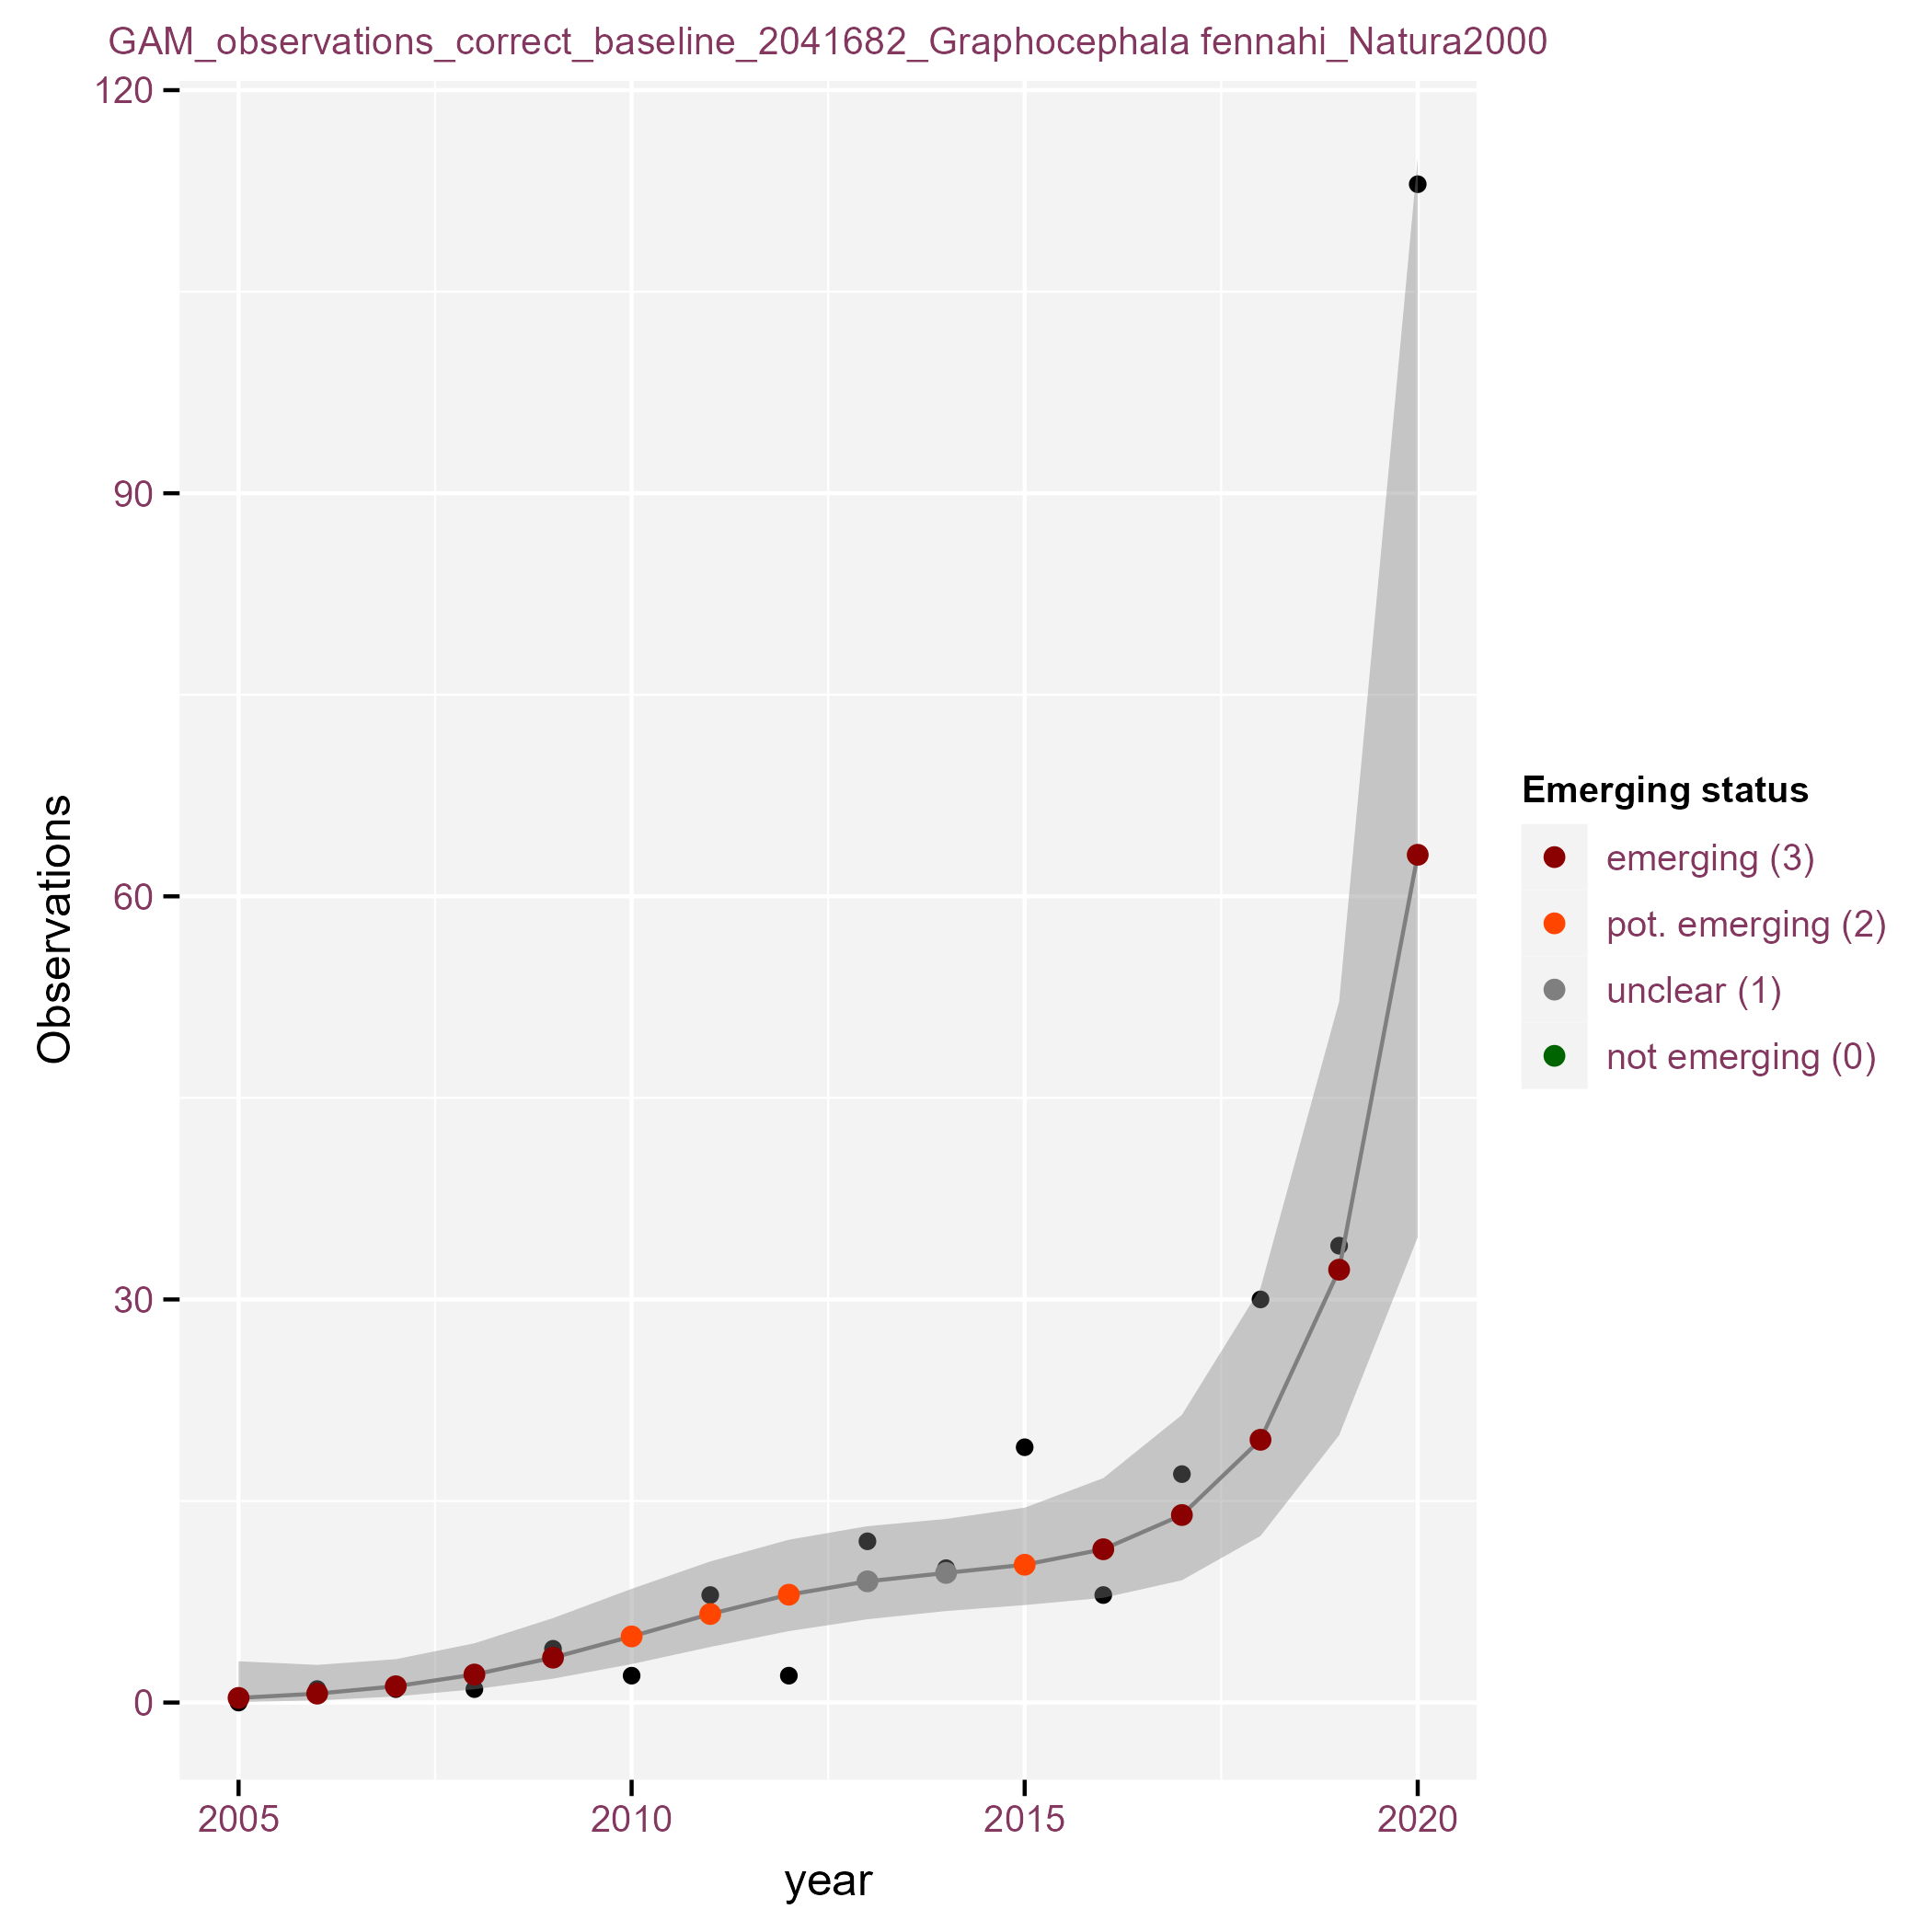 GAM_observations_correct_baseline_2041682_Graphocephala fennahi_Natura2000
120
90
60
30
0
Observations
2005 2010 2015 2020
year
Emerging status
emerging (3)
pot. emerging (2)
unclear (1)
not emerging (0)